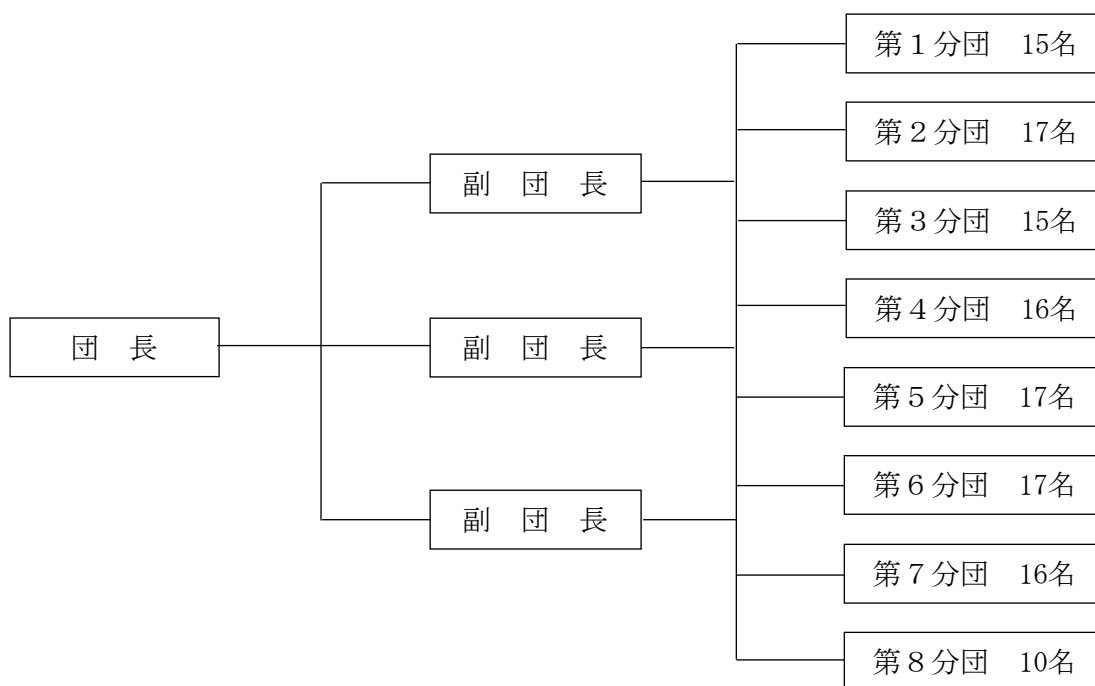 団　長
副　団　長
副　団　長
副　団　長
第１分団　15名
第２分団　17名
第３分団　15名
第４分団　16名
第５分団　17名
第６分団　17名
第７分団　16名
第８分団　10名